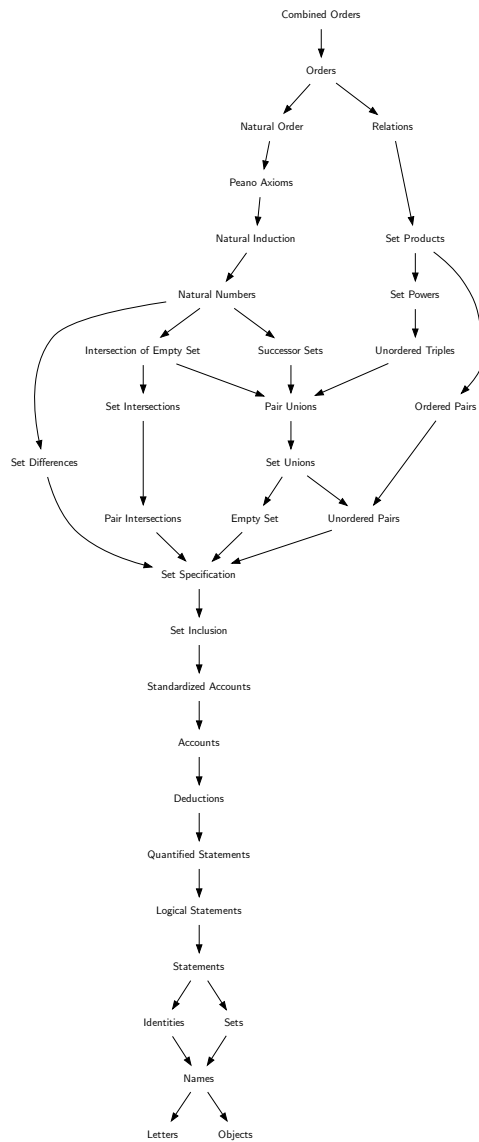 Combined Orders
Orders
Natural Order
Relations
Peano Axioms
Natural Induction
Set Products
Natural Numbers
Set Powers
Intersection of Empty Set
Successor Sets
Unordered Triples
Set Intersections
Pair Unions
Ordered Pairs
Set Differences
Set Unions
Pair Intersections
Empty Set
Unordered Pairs
Set Specification
Set Inclusion
Standardized Accounts
Accounts
Deductions
Quantified Statements
Logical Statements
Statements
Identities
Sets
Names
Letters
Objects